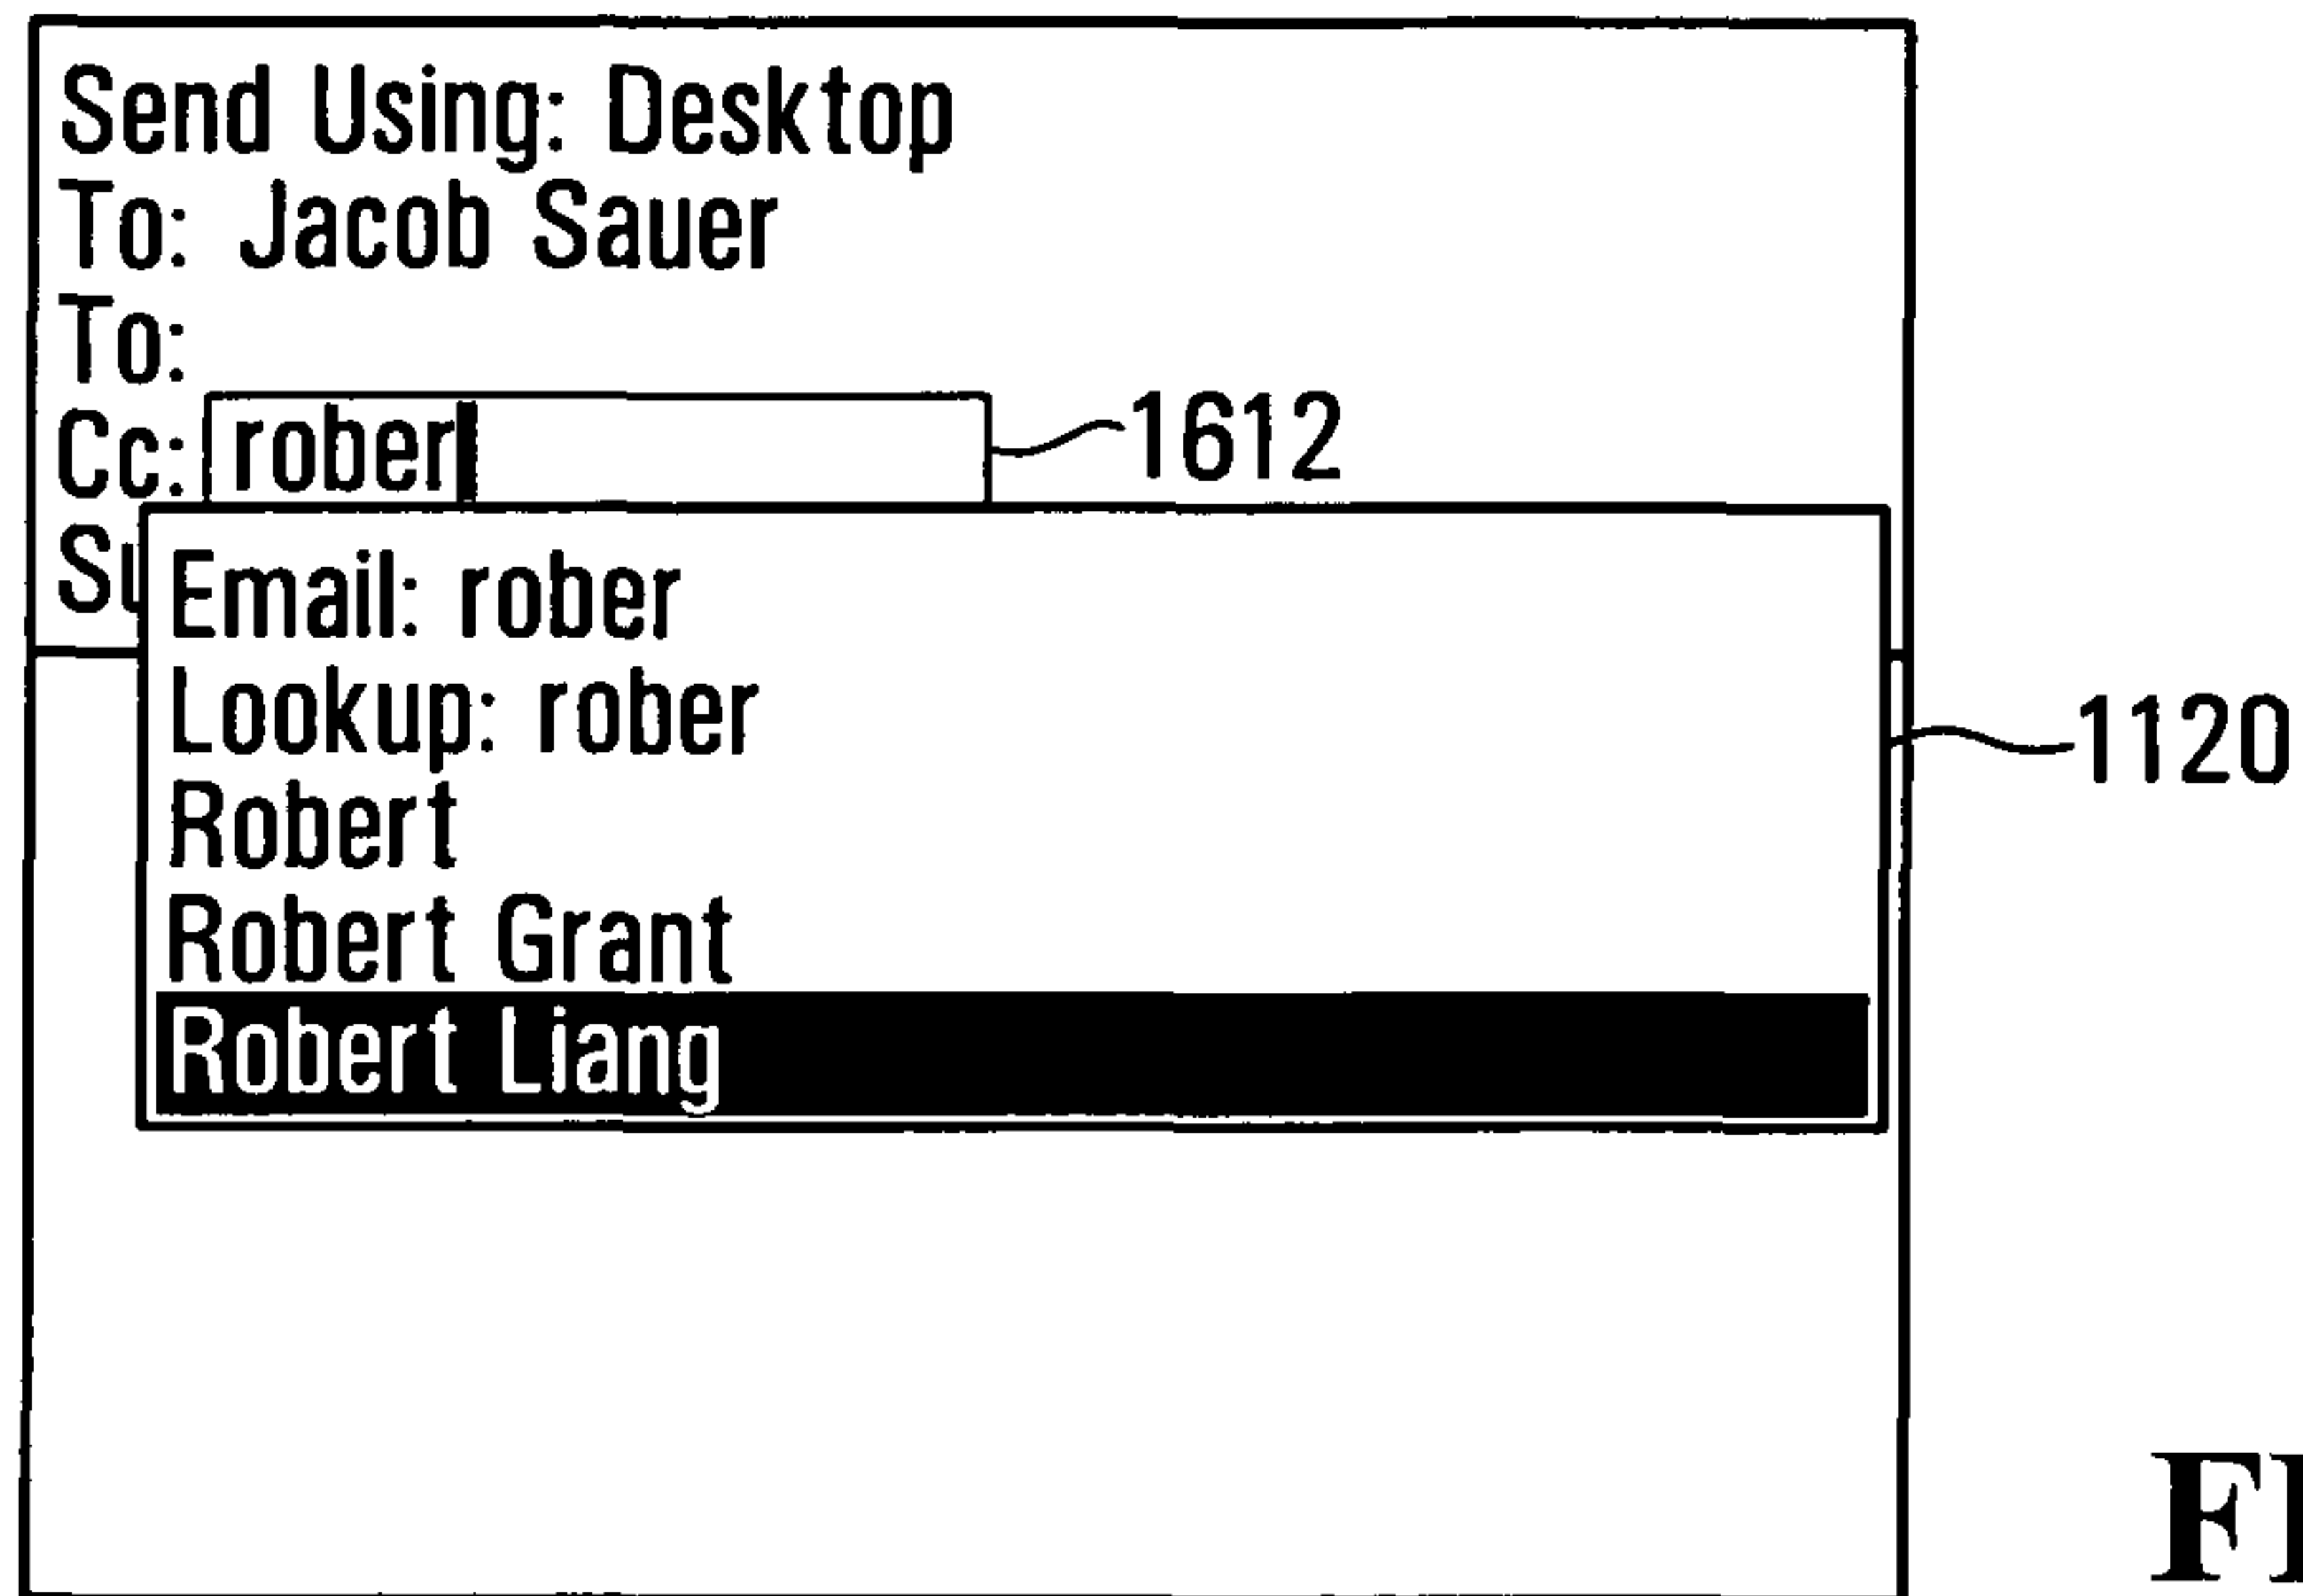 Send Using: Desktop
To: Jacob Sauer
To:
Cc: rober 1612
Email: rober
Lookup: rober
1120
Robert
Robert Grant
Robert Liang